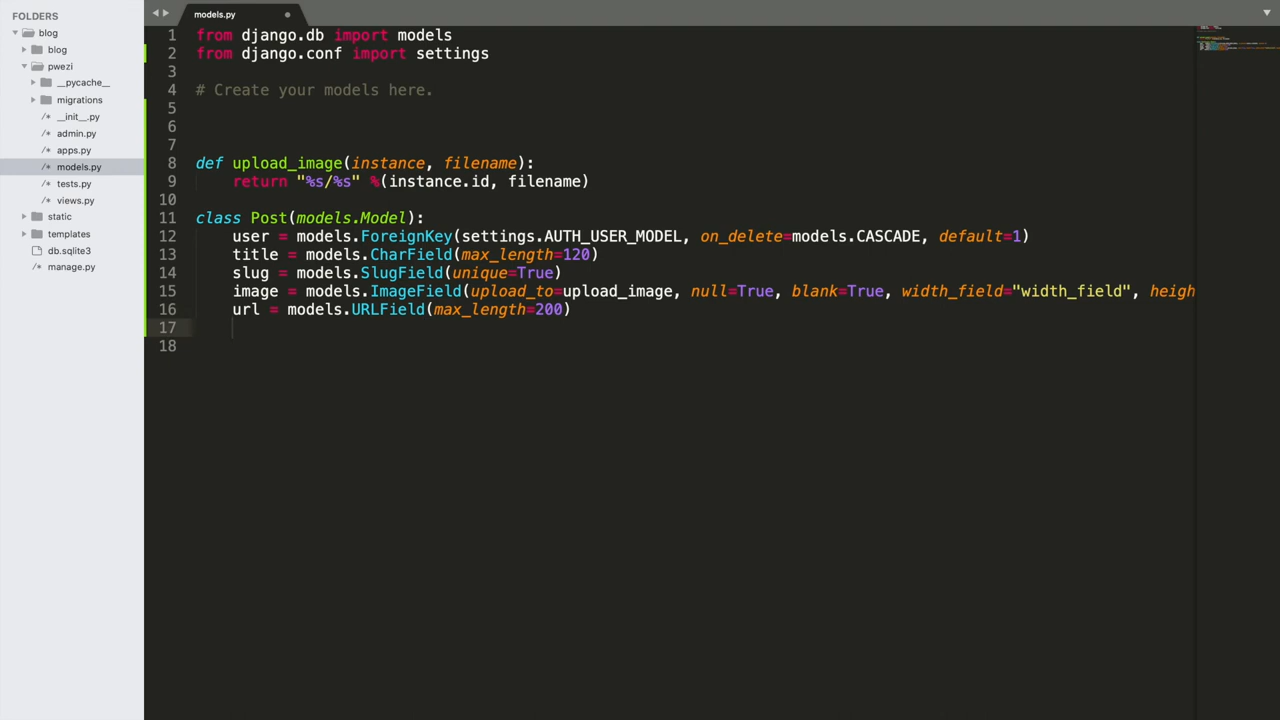 FOLDERS
blog
blog
pwezi
__pycache__
migrations
/* __init__.py
/* admin.py
/* apps.py
/* models.py
/* tests.py
/* views.py
static
templates
db.sqlite3
/* manage.py
models.py
1 from django.db import models
2 from django.conf import settings
3
4 # Create your models here.
5
6
7
8 def upload_image(instance, filename):
9     return "%s/%s" %(instance.id, filename)
10
11 class Post(models.Model):
12     user = models.ForeignKey(settings.AUTH_USER_MODEL, on_delete=models.CASCADE, default=1)
13     title = models.CharField(max_length=120)
14     slug = models.SlugField(unique=True)
15     image = models.ImageField(upload_to=upload_image, null=True, blank=True, width_field="width_field", heigh
16     url = models.URLField(max_length=200)
17
18